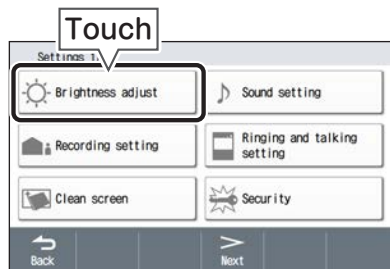 Touch
Settings 1
Brightness adjust
Sound setting
Recording setting
Ringing and talking
setting
Clean screen
Security
Back
Next